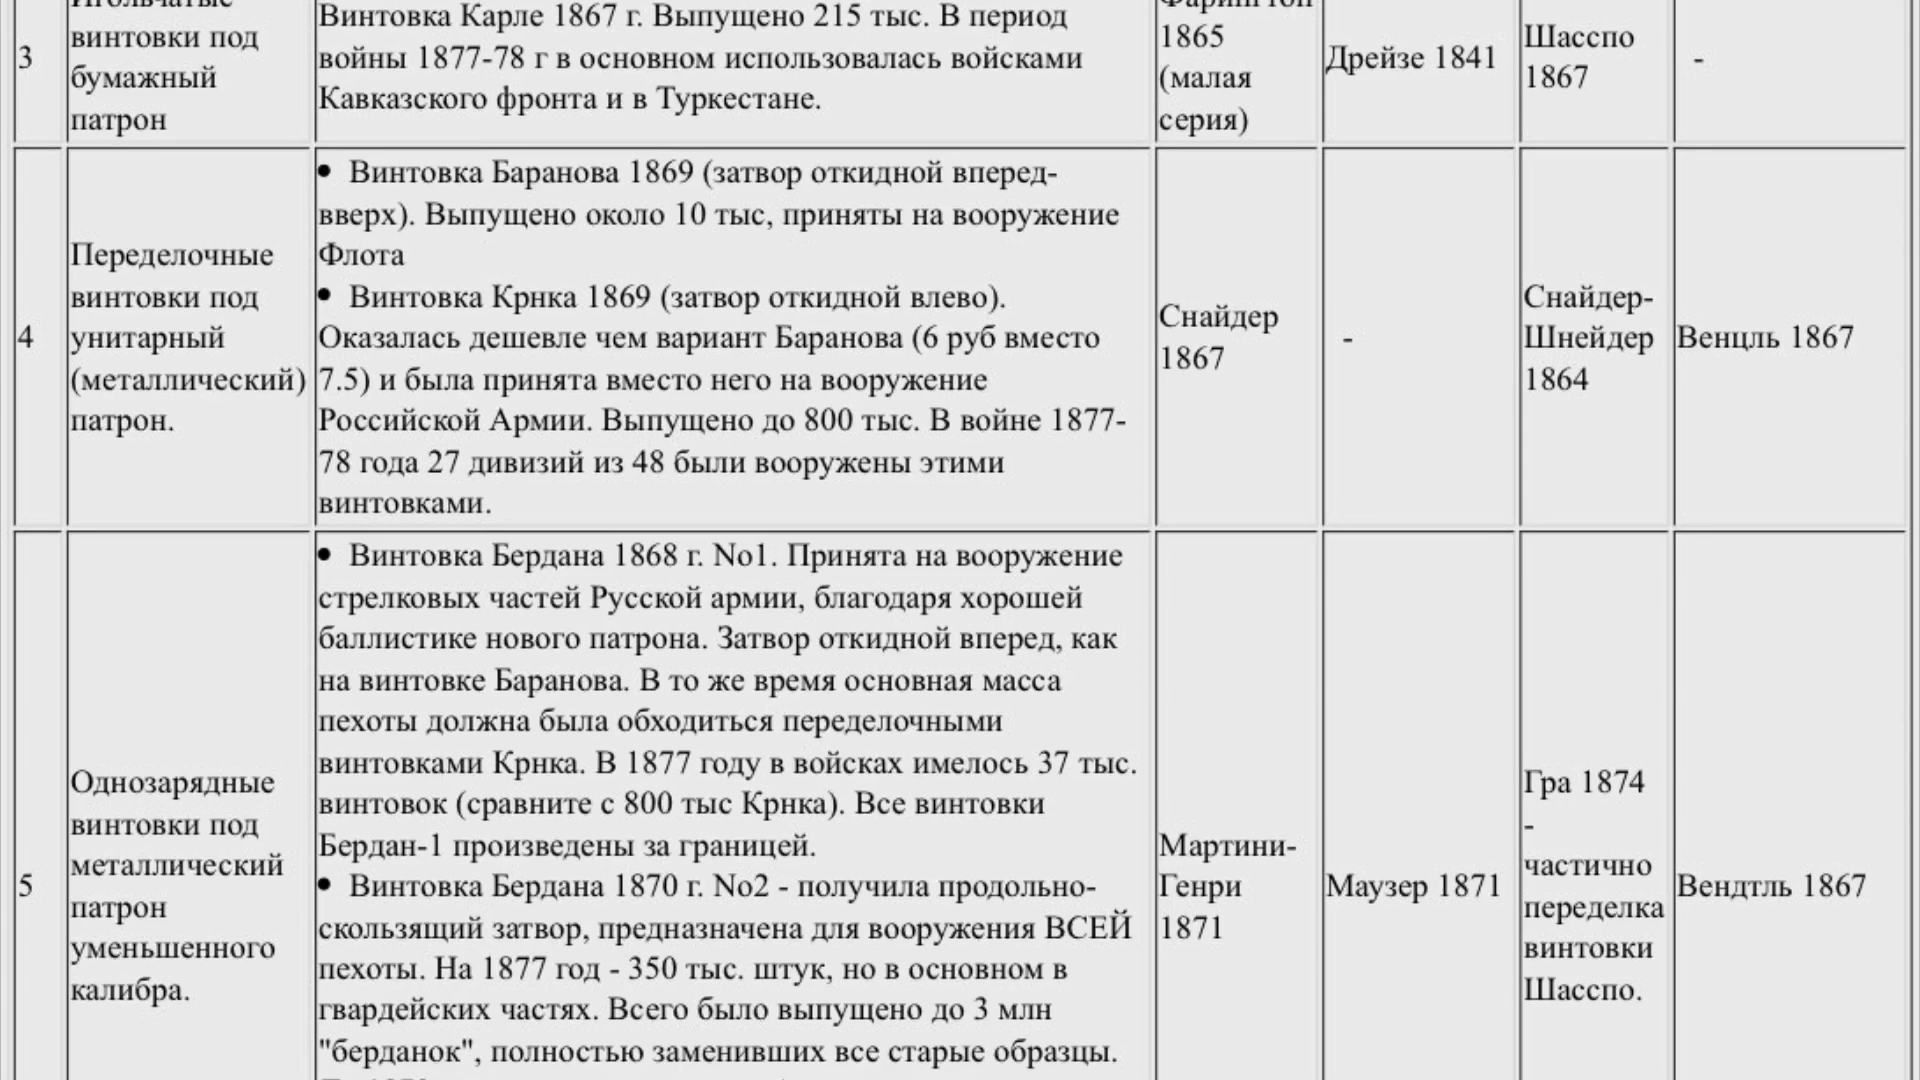 3
Игольчатые
винтовки под
бумажный
патрон
Винтовка Карле 1867 г. Выпущено 215 тыс. В период
войны 1877-78 г в основном использовалась войсками
Кавказского фронта и в Туркестане.
1865
(малая
серия)
Дрейзе 1841
Шасспо
1867
-
4
Переделочные
винтовки под
унитарный
(металлический)
патрон.
• Винтовка Баранова 1869 (затвор откидной вперед-
вверх). Выпущено около 10 тыс, приняты на вооружение
Флота
• Винтовка Крнка 1869 (затвор откидной влево).
Оказалась дешевле чем вариант Баранова (6 руб вместо
7.5) и была принята вместо него на вооружение
Российской Армии. Выпущено до 800 тыс. В войне 1877-
78 года 27 дивизий из 48 были вооружены этими
винтовками.
Снайдер
1867
-
Снайдер-
Шнейдер
1864
Венцль 1867
5
Однозарядные
винтовки под
металлический
патрон
уменьшенного
калибра.
• Винтовка Бердана 1868 г. No1. Принята на вооружение
стрелковых частей Русской армии, благодаря хорошей
баллистике нового патрона. Затвор откидной вперед, как
на винтовке Баранова. В то же время основная масса
пехоты должна была обходиться переделочными
винтовками Крнка. В 1877 году в войсках имелось 37 тыс.
винтовок (сравните с 800 тыс Крнка). Все винтовки
Бердан-1 произведены за границей.
• Винтовка Бердана 1870 г. No2 - получила продольно-
скользящий затвор, предназначена для вооружения ВСЕЙ
пехоты. На 1877 год - 350 тыс. штук, но в основном в
гвардейских частях. Всего было выпущено до 3 млн
"берданок", полностью заменивших все старые образцы.
Мартини-
Генри
1871
Маузер 1871
Гра 1874
-
частично
переделка
винтовки
Шасспо.
Вендтль 1867